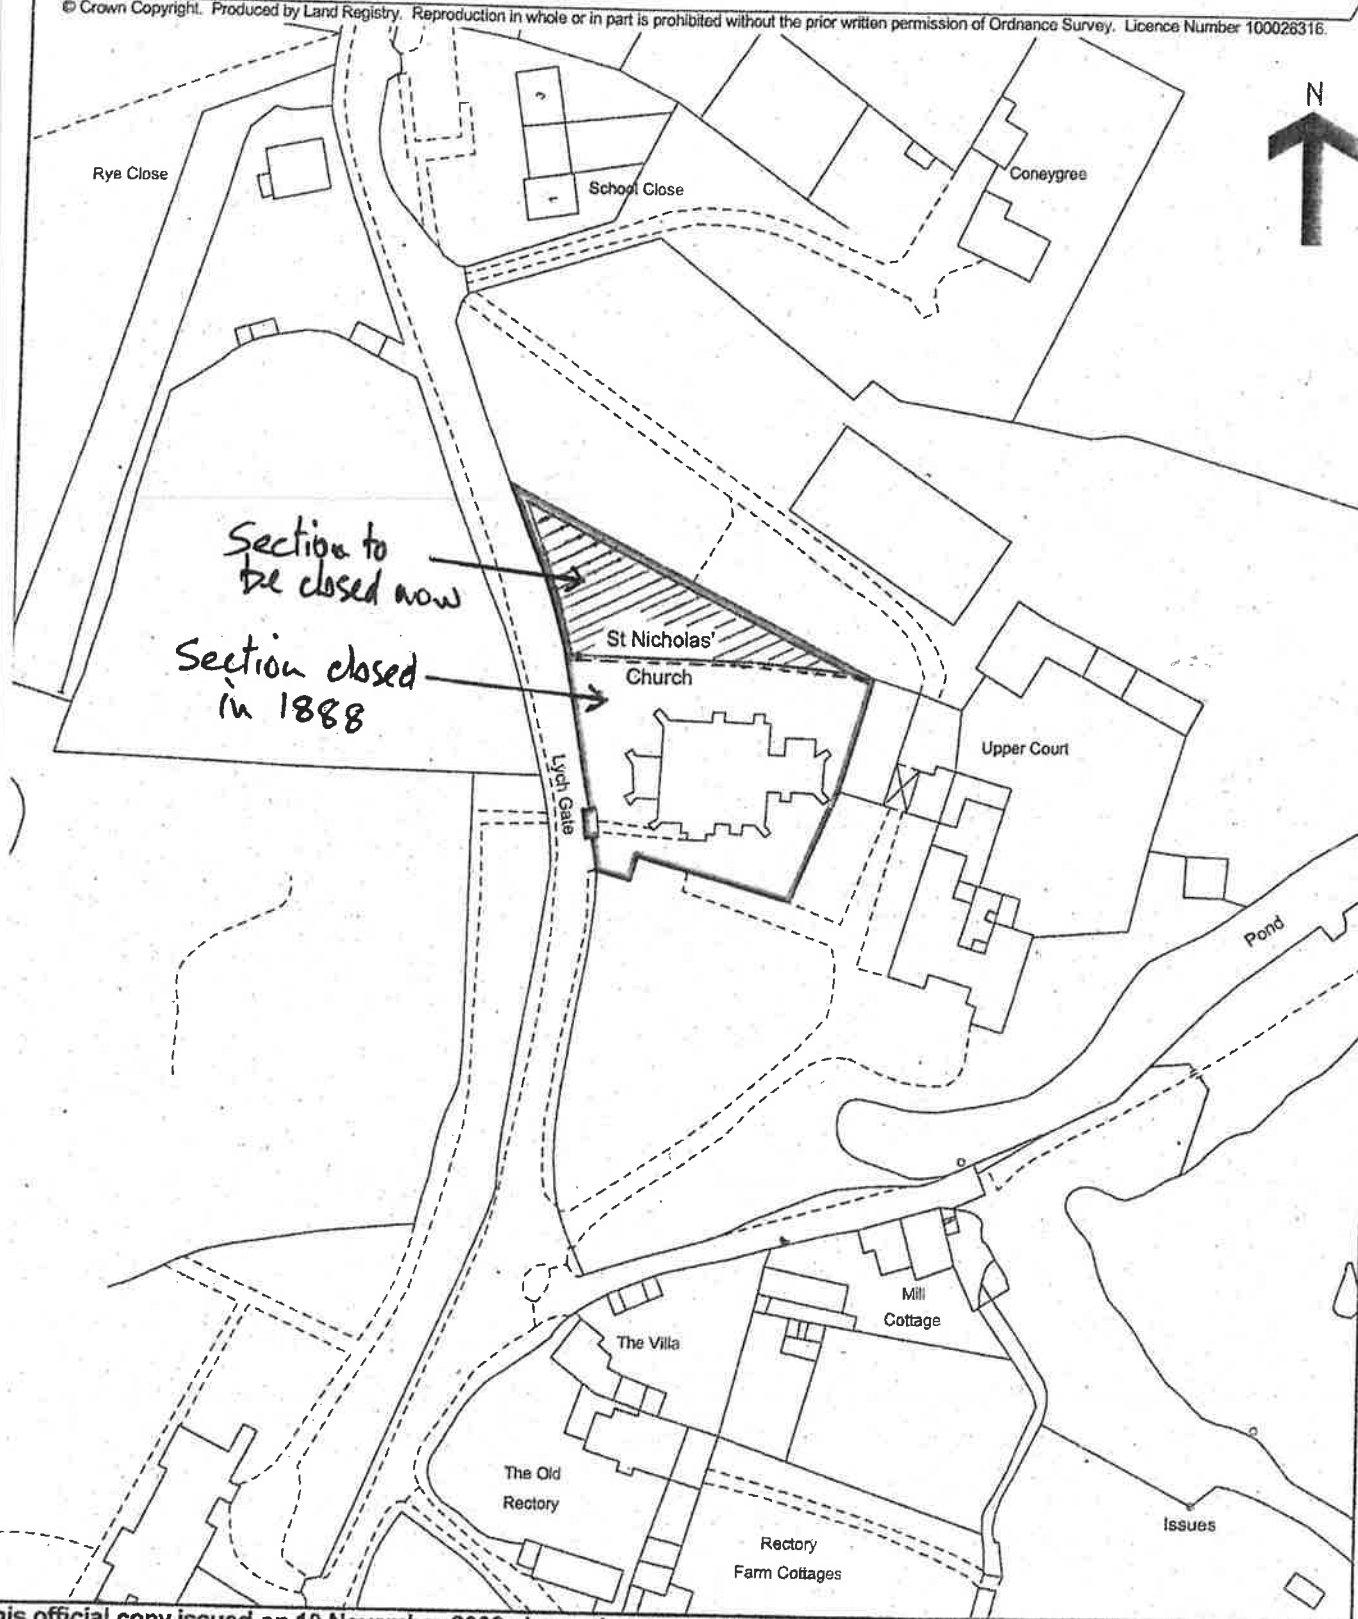 © Crown Copyright. Produced by Land Registry. Reproduction in whole or in part is prohibited without the prior written permission of Ordnance Survey. Licence Number 100026316.
N
3
Rye Close
1
School Close
Coneygree
Section to
be closed now
St Nicholas'
Church
Section closed
in 1888
Upper Court
Lych Gate
Pond
Mill
Cottage
The Villa
The Old
Rectory
Rectory
Farm Cottages
Issues